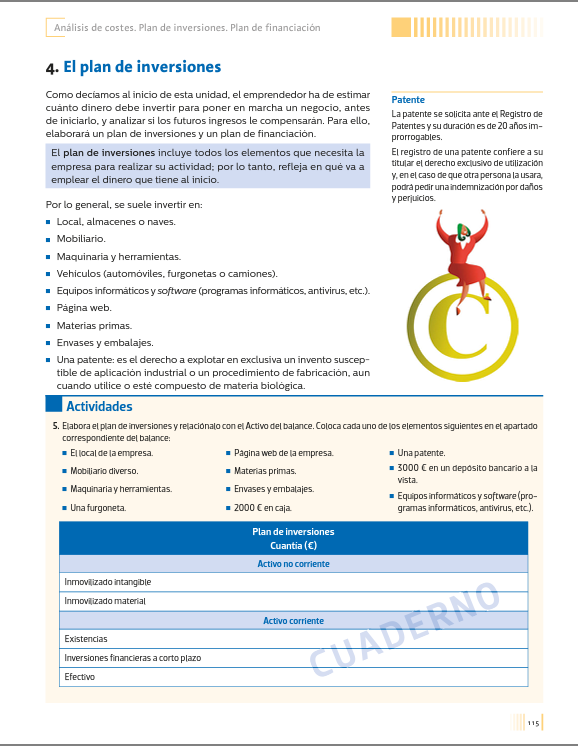 Análisis de costes. Plan de inversiones. Plan de financiación
4. El plan de inversiones
Como decíamos al inicio de esta unidad, el emprendedor ha de estimar
cuánto dinero debe invertir para poner en marcha un negocio, antes
de iniciarlo, y analizar si los futuros ingresos le compensarán. Para ello,
elaborará un plan de inversiones y un plan de financiación.
El plan de inversiones incluye todos los elementos que necesita la
empresa para realizar su actividad; por lo tanto, refleja en qué va a
emplear el dinero que tiene al inicio.
Por lo general, se suele invertir en:
Local, almacenes o naves.
Mobiliario.
Maquinaria y herramientas.
Vehículos (automóviles, furgonetas o camiones).
Equipos informáticos y software (programas informáticos, antivirus, etc.).
Página web.
Materias primas.
Envases y embalajes.
Una patente: es el derecho a explotar en exclusiva un invento suscep-
tible de aplicación industrial o un procedimiento de fabricación, aun
cuando utilice o esté compuesto de materia biológica.
Patente
La patente se solicita ante el Registro de
Patentes y su duración es de 20 años im-
prorrogables.
El registro de una patente confiere a su
titular el derecho exclusivo de utilización
y, en el caso de que otra persona la usara,
podrá pedir una indemnización por daños
y perjuicios.
C
Actividades
5. Elabora el plan de inversiones y relaciónalo con el Activo del balance. Coloca cada uno de los elementos siguientes en el apartado
correspondiente del balance:
El local de la empresa.
Mobiliario diverso.
Maquinaria y herramientas.
Una furgoneta.
Página web de la empresa.
Materias primas.
Envases y embalajes.
2000 € en caja.
Una patente.
3000 € en un depósito bancario a la
vista.
Equipos informáticos y software (pro-
gramas informáticos, antivirus, etc.).
Plan de inversiones
Cuantía (€)
Activo no corriente
Inmovilizado intangible
Inmovilizado material
Activo corriente
Existencias
Inversiones financieras a corto plazo
Efectivo
CUADERNO
115